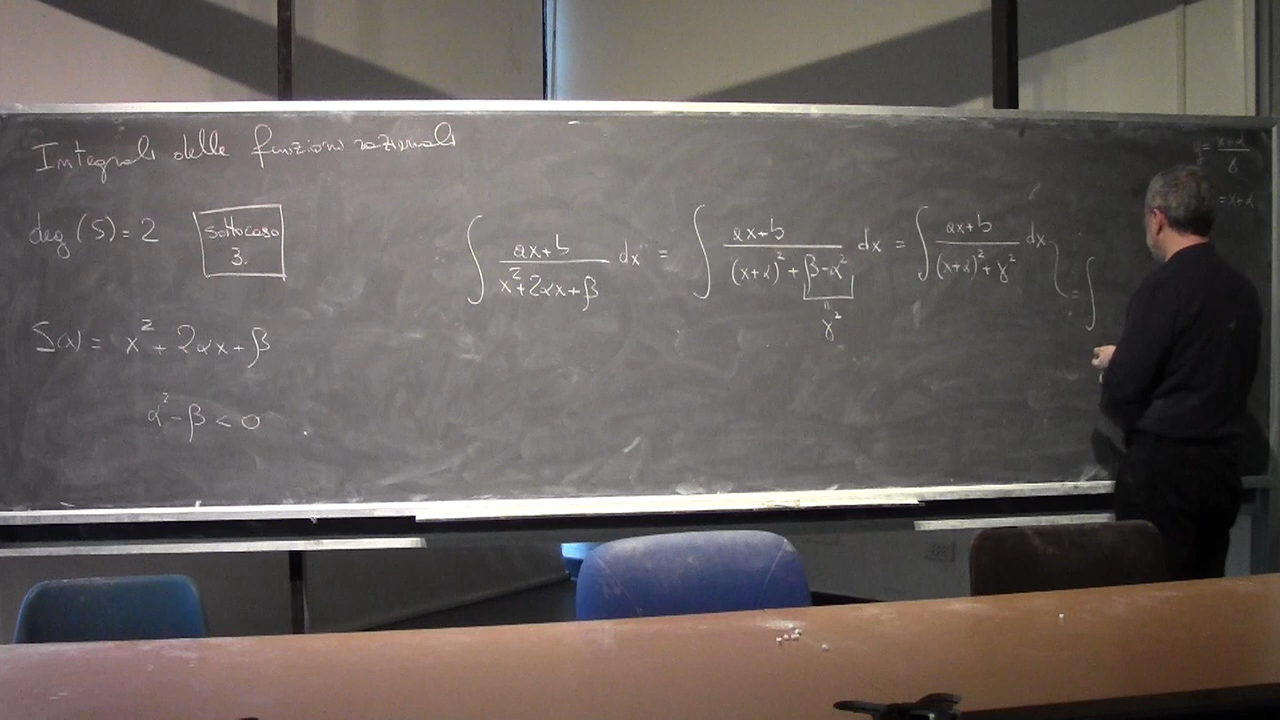 Integrali delle funzioni razionali
deg (S) = 2
sottocaso
3.
∫ (ax+b)/(x²+2αx+β) dx = ∫ (ax+b)/((x+α)²+β-α²) dx = ∫ (ax+b)/((x+α)²+γ²) dx = ∫
" γ²
S(x) = x²+2αx+β
α²-β<0
y = (x+α)/γ
= x+α